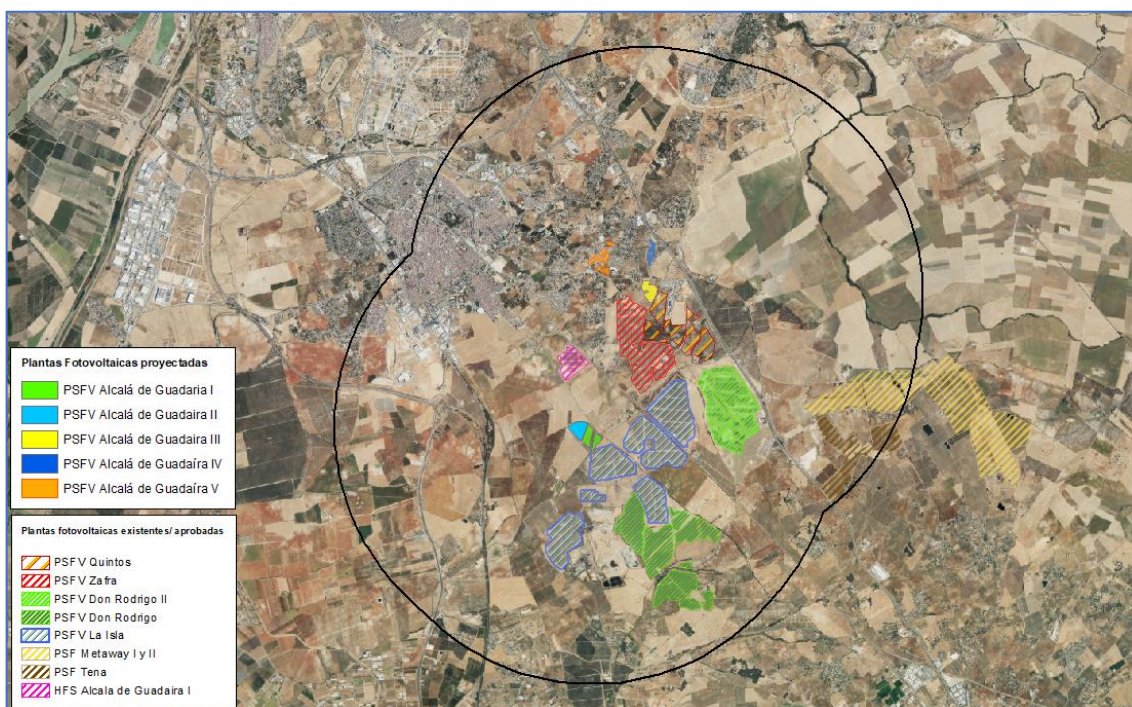 Plantas Fotovoltaicas proyectadas
PSFV Alcalá de Guadaria I
PSFV Alcalá de Guadaira II
PSFV Alcalá de Guadaira III
PSFV Alcalá de Guadaíra IV
PSFV Alcalá de Guadaíra V
Plantas fotovoltaicas existentes/ aprobadas
PSFV Quintos
PSFV Zafra
PSFV Don Rodrigo II
PSFV Don Rodrigo
PSFV La Isla
PSF Metaway I y II
PSF Tena
HFS Alcala de Guadaira I